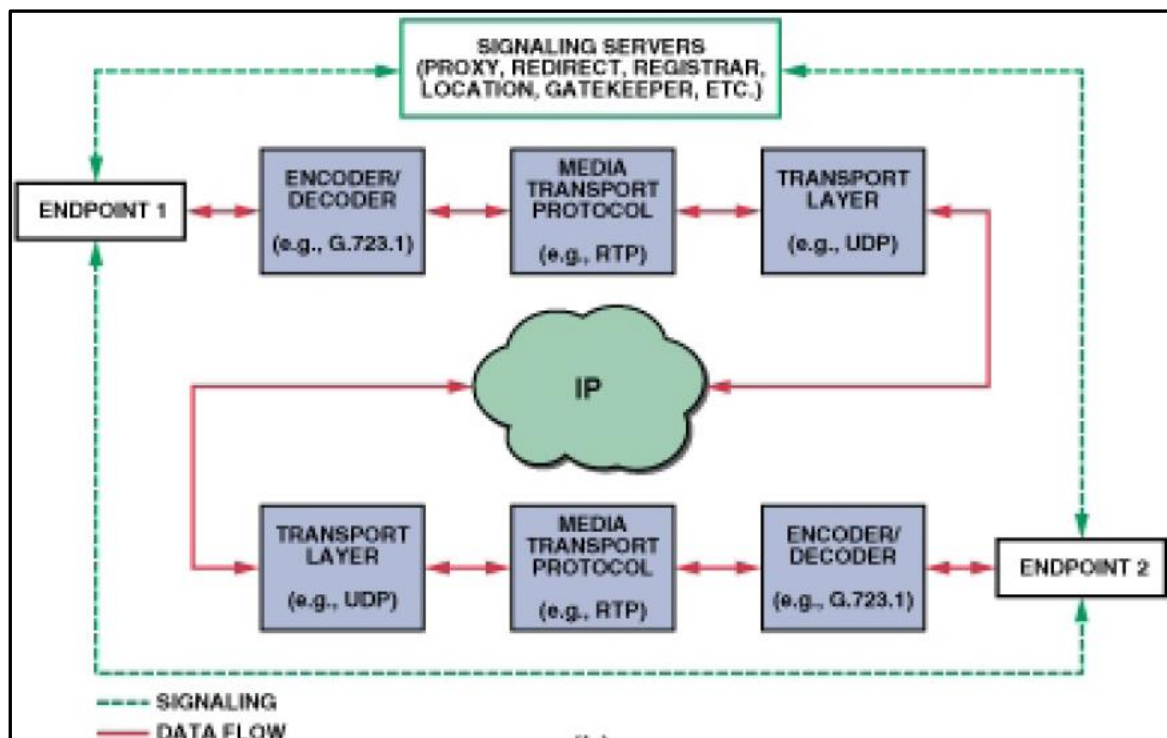 SIGNALING SERVERS
(PROXY, REDIRECT, REGISTRAR,
LOCATION, GATEKEEPER, ETC.)
ENDPOINT 1
ENCODER/
DECODER
(e.g., G.723.1)
MEDIA
TRANSPORT
PROTOCOL
(e.g., RTP)
TRANSPORT
LAYER
(e.g., UDP)
IP
TRANSPORT
LAYER
(e.g., UDP)
MEDIA
TRANSPORT
PROTOCOL
(e.g., RTP)
ENCODER/
DECODER
(e.g., G.723.1)
ENDPOINT 2
SIGNALING
DATA FLOW